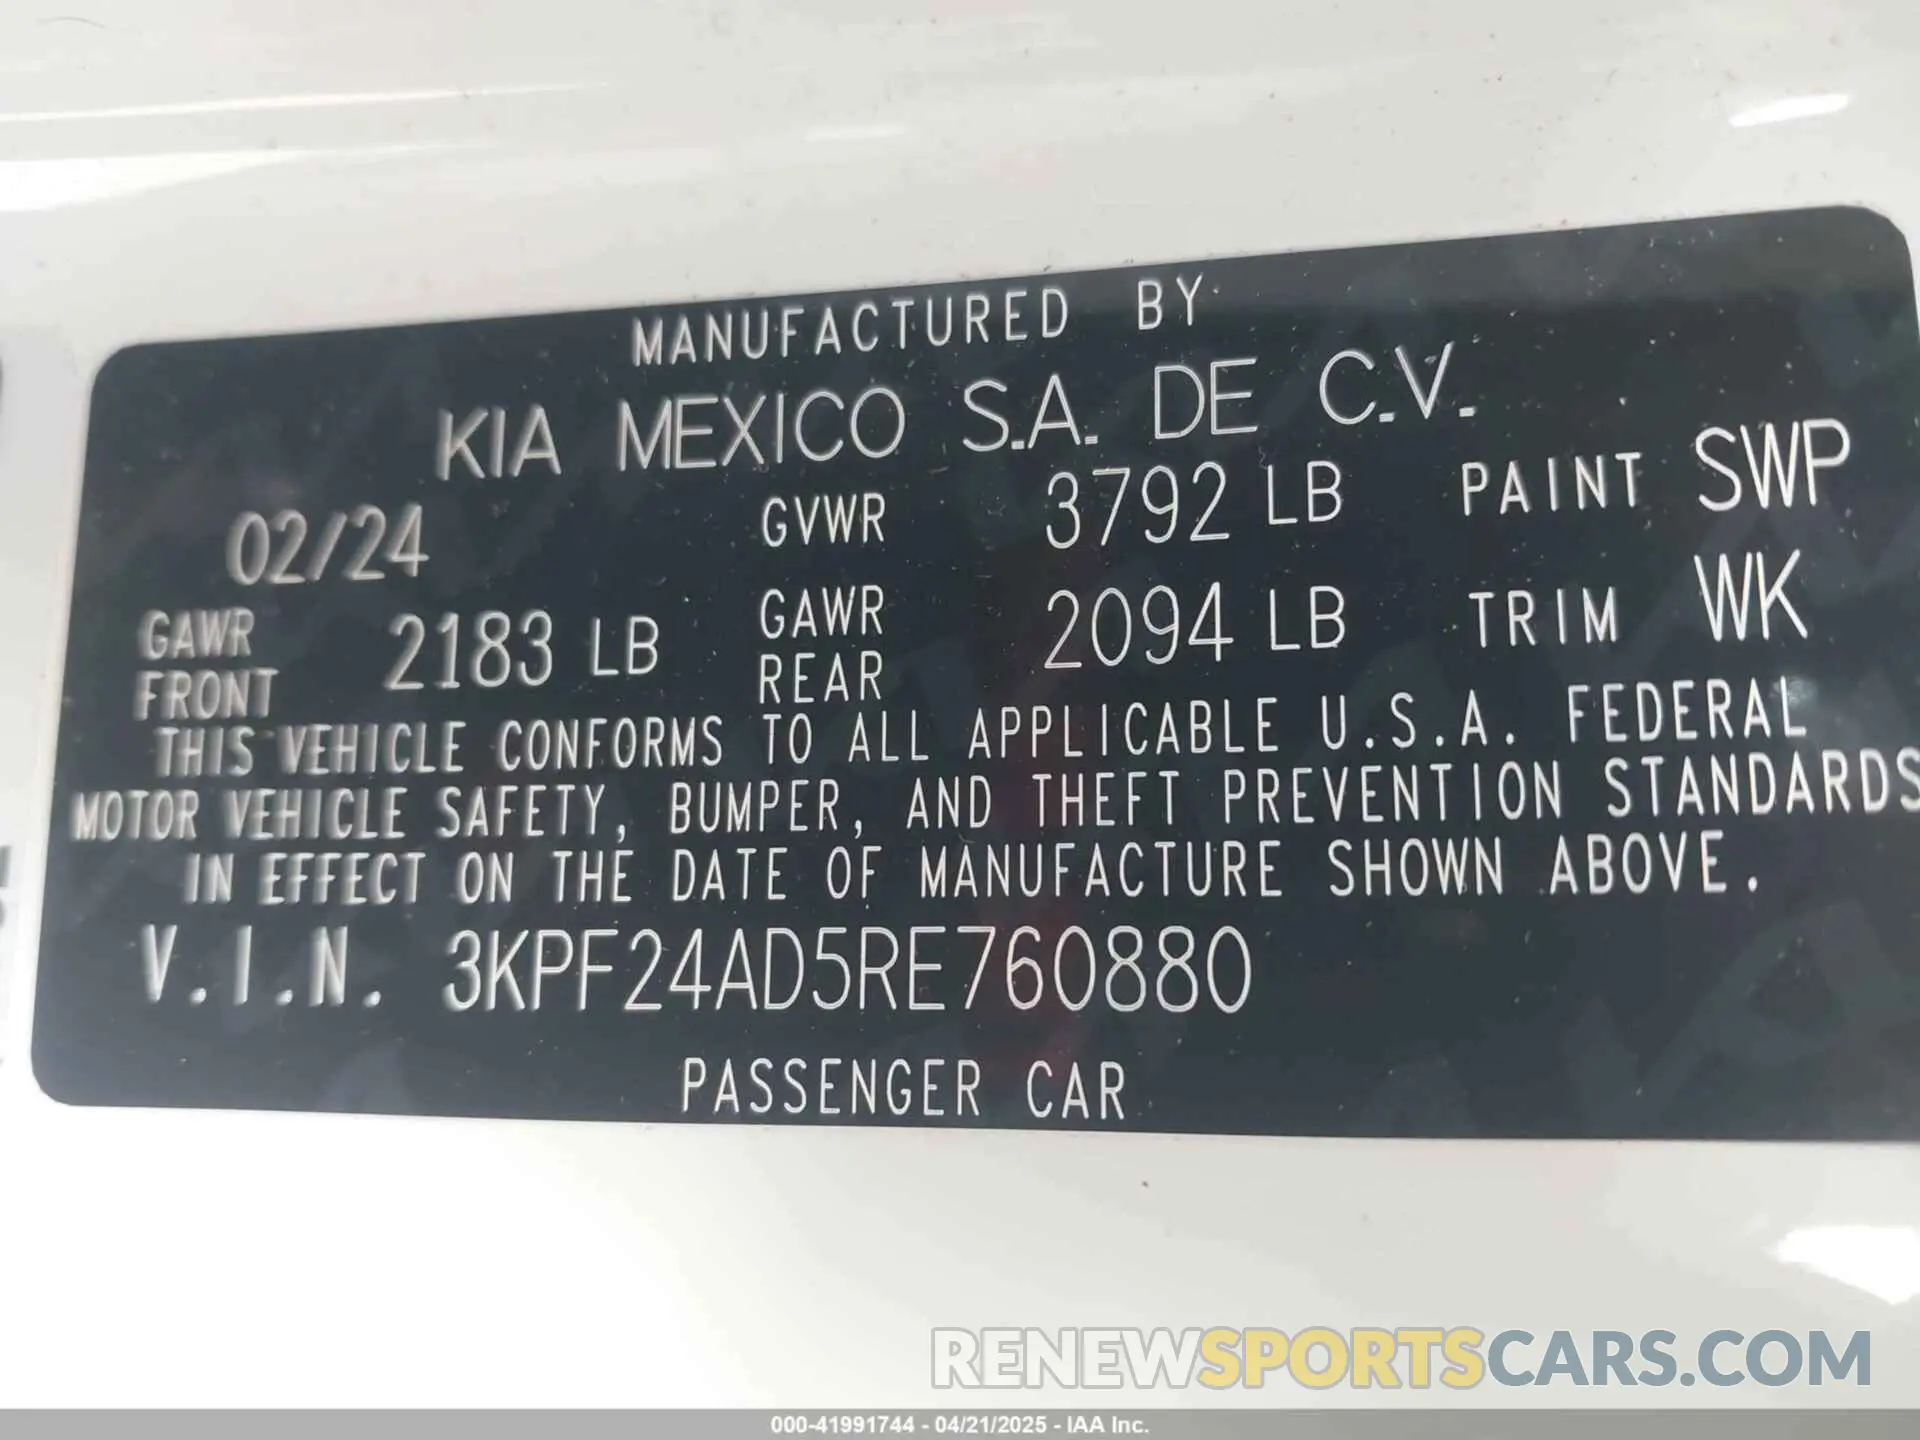 MANUFACTURED BY
KIA MEXICO S.A. DE C.V.
02/24 GVWR 3792 LB PAINT SWP
GAWR FRONT 2183 LB GAWR REAR 2094 LB TRIM WK
THIS VEHICLE CONFORMS TO ALL APPLICABLE U.S.A. FEDERAL
MOTOR VEHICLE SAFETY, BUMPER, AND THEFT PREVENTION STANDARDS
IN EFFECT ON THE DATE OF MANUFACTURE SHOWN ABOVE.
V.I.N. 3KPF24AD5RE760880
PASSENGER CAR
RENEWSPORTSCARS.COM
000-41991744 - 04/21/2025 - IAA Inc.